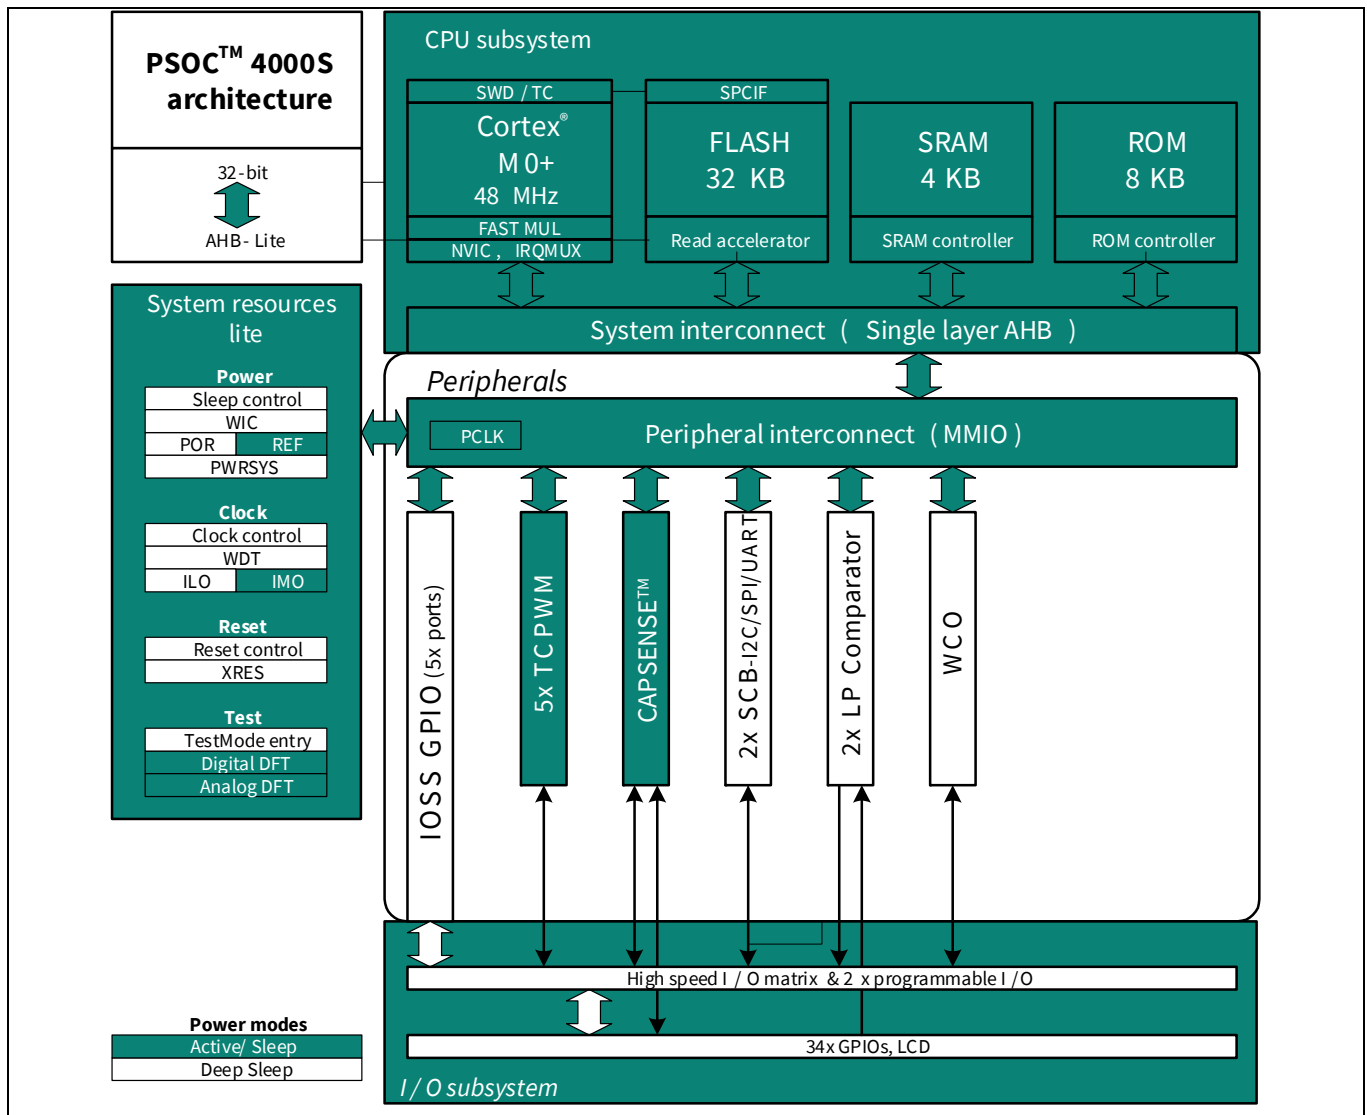 PSOC™ 4000S
architecture
32-bit
AHB- Lite
CPU subsystem
SWD / TC
Cortex®
M 0+
48 MHz
FAST MUL
NVIC , IRQMUX
SPCIF
FLASH
32 KB
Read accelerator
SRAM
4 KB
SRAM controller
ROM
8 KB
ROM controller
System interconnect ( Single layer AHB )
System resources
lite
Power
Sleep control
WIC
POR REF
PWRSYS
Clock
Clock control
WDT
ILO IMO
Reset
Reset control
XRES
Test
TestMode entry
Digital DFT
Analog DFT
Peripherals
PCLK
Peripheral interconnect ( MMIO )
IOSS GPIO (5x ports)
5x TCPWM
CAPSENSE™
2x SCB-I2C/SPI/UART
2x LP Comparator
WCO
High speed I / O matrix & 2 x programmable I / O
34x GPIOs, LCD
I / O subsystem
Power modes
Active/ Sleep
Deep Sleep